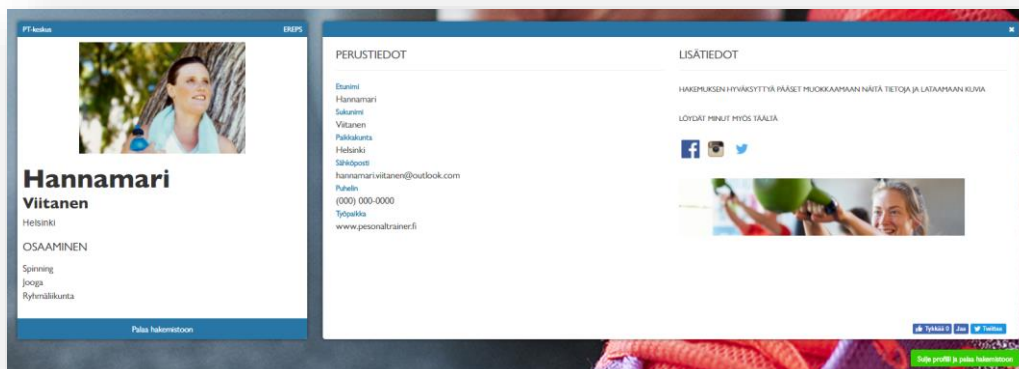 PT-keskus
EREPS
Hannamari
Viitanen
Helsinki
OSAAMINEN
Spinning
Jooga
Ryhmäliikunta
Palaa hakemistoon
PERUSTIEDOT
Etunimi
Hannamari
Sukunimi
Viitanen
Paikkakunta
Helsinki
Sähköposti
hannamari.viitanen@outlook.com
Puhelin
(000) 000-0000
Työpaikka
www.pesonaltrainer.fi
LISÄTIEDOT
HAKEMUKSEN HYVÄKSYTTYÄ PÄÄSET MUOKKAAMAAN NÄITÄ TIETOJA JA LATAAMAAN KUVIA
LÖYDÄT MINUT MYÖS TÄÄLTÄ
Tykkää 0
Jaa
Twiittaa
Sulje profiili ja palaa hakemistoon